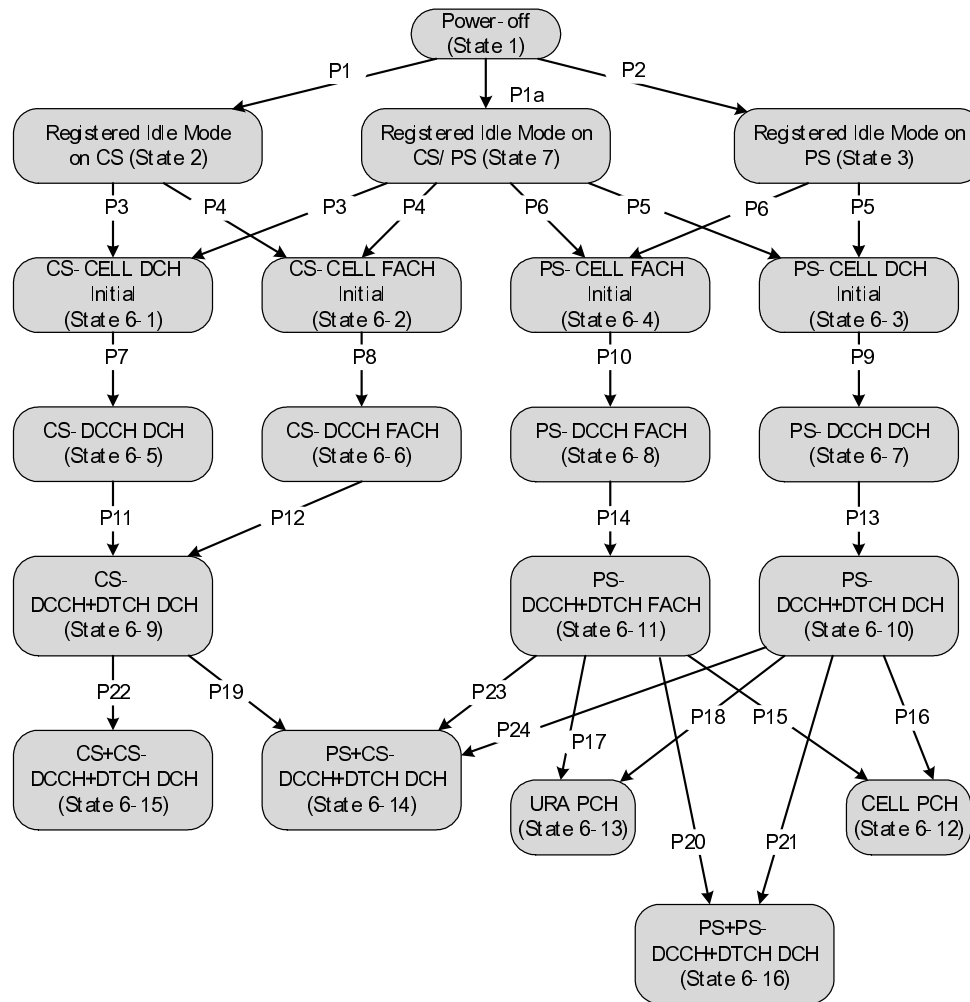 Power- off
(State 1)
P1
P1a
P2
Registered Idle Mode
on CS (State 2)
Registered Idle Mode on
CS/ PS (State 7)
Registered Idle Mode on
PS (State 3)
P3
P4
P3
P4
P6
P5
P6
P5
CS- CELL DCH
Initial
(State 6- 1)
CS- CELL FACH
Initial
(State 6- 2)
PS- CELL FACH
Initial
(State 6- 4)
PS- CELL DCH
Initial
(State 6- 3)
P7
P8
P10
P9
CS- DCCH DCH
(State 6- 5)
CS- DCCH FACH
(State 6- 6)
PS- DCCH FACH
(State 6- 8)
PS- DCCH DCH
(State 6- 7)
P11
P12
P14
P13
CS-
DCCH+DTCH DCH
(State 6- 9)
PS-
DCCH+DTCH FACH
(State 6- 11)
PS-
DCCH+DTCH DCH
(State 6- 10)
P22
P19
P23
P24
P17
P18
P15
P16
CS+CS-
DCCH+DTCH DCH
(State 6- 15)
PS+CS-
DCCH+DTCH DCH
(State 6- 14)
URA PCH
(State 6- 13)
CELL PCH
(State 6- 12)
P20
P21
PS+PS-
DCCH+DTCH DCH
(State 6- 16)